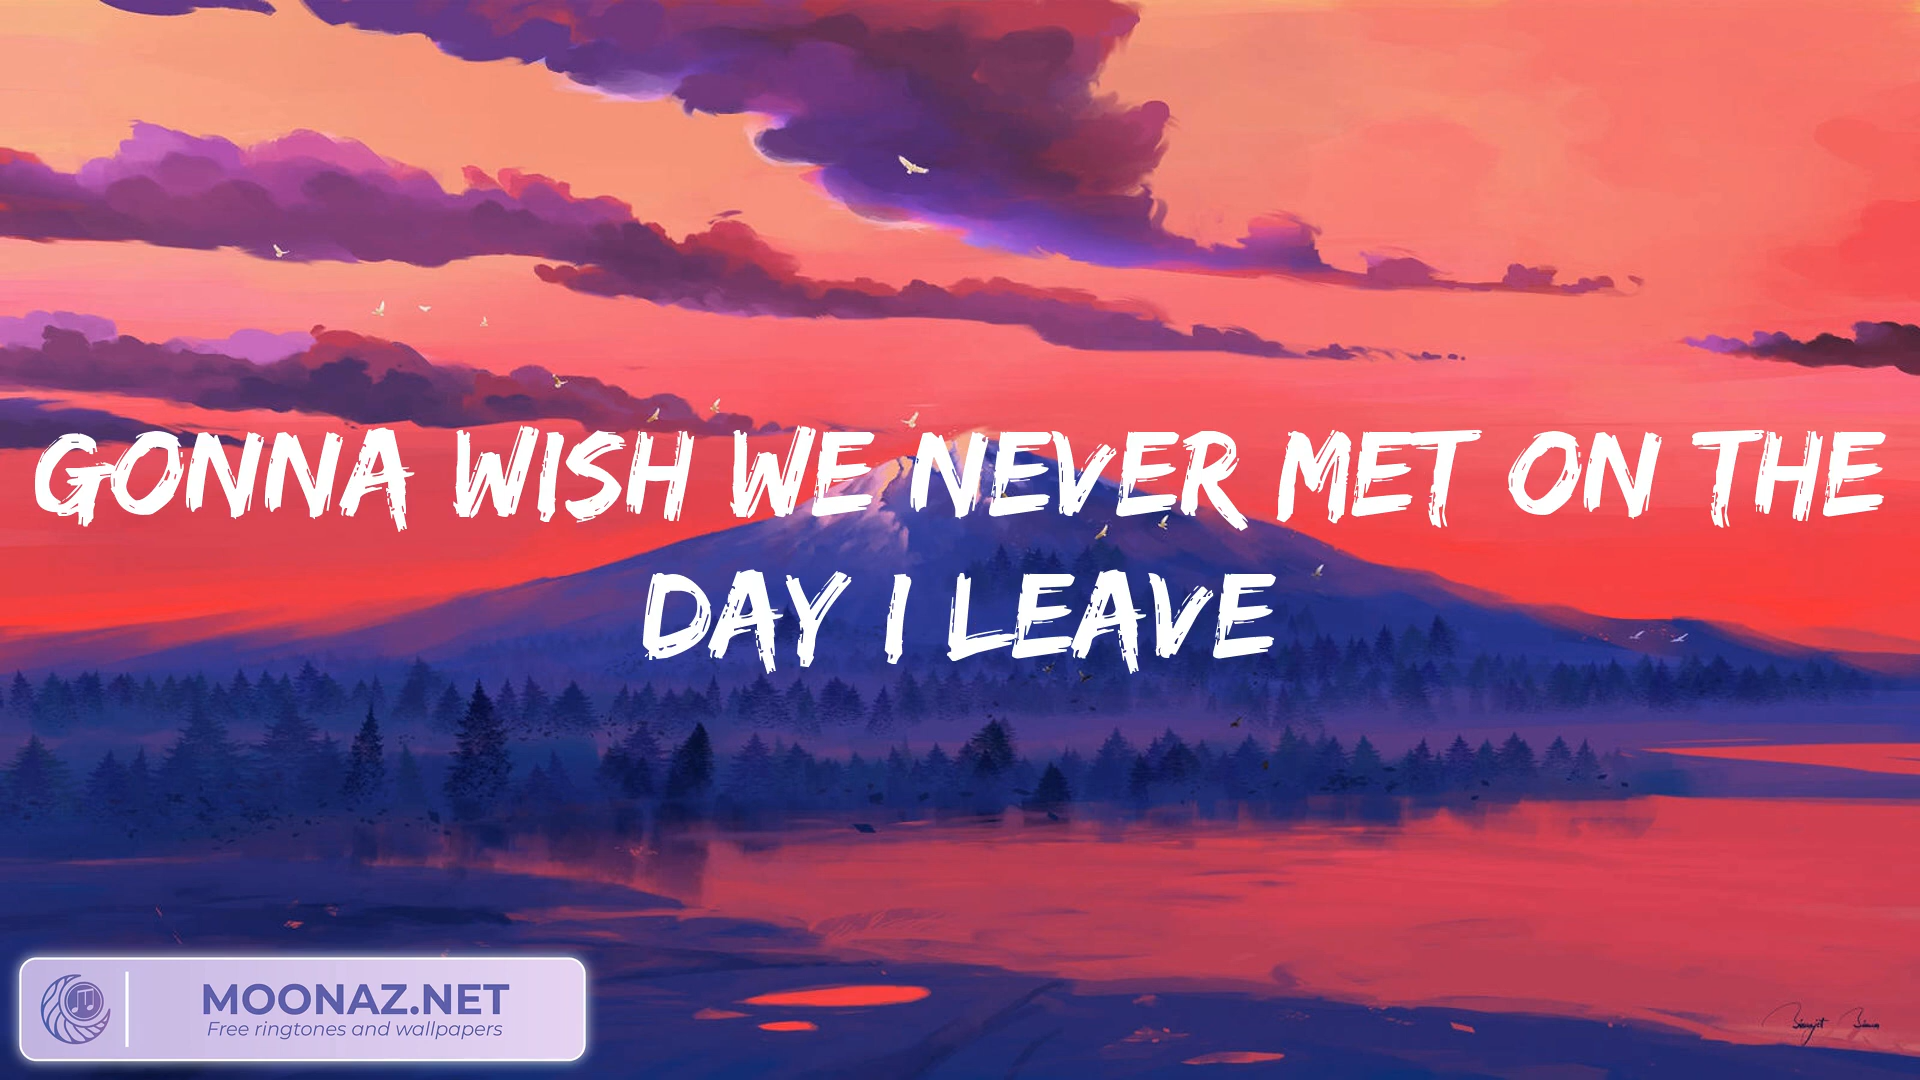 GONNA WISH WE NEVER MET ON THE
DAY I LEAVE
MOONAZ.NET
Free ringtones and wallpapers